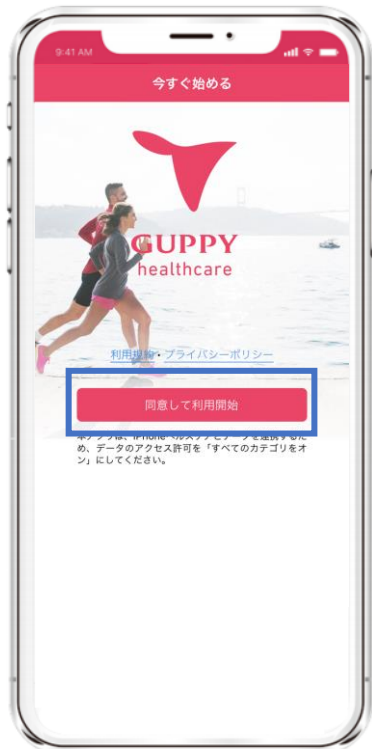 9:41 AM
今すぐ始める
GUPPY
healthcare
利用規約・プライバシーポリシー
同意して利用開始
本アプリは、iPhoneヘルスケアとデータを連携するた
め、データのアクセス許可を「すべてのカテゴリをオ
ン」にしてください。